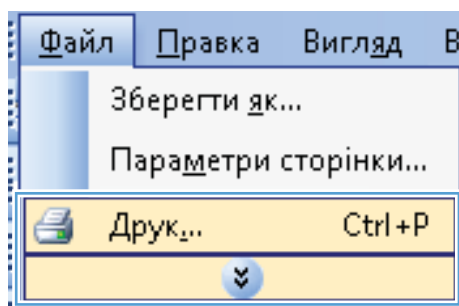 Файл Правка Вигляд В
Зберегти як...
Параметри сторінки...
Друк... Ctrl+P